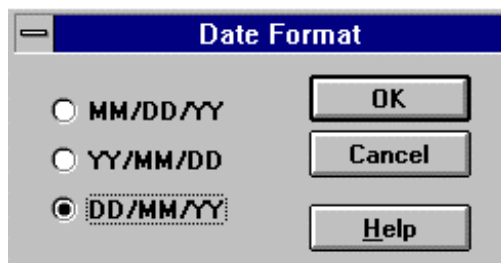 Date Format
MM/DD/YY
YY/MM/DD
DD/MM/YY
OK
Cancel
Help